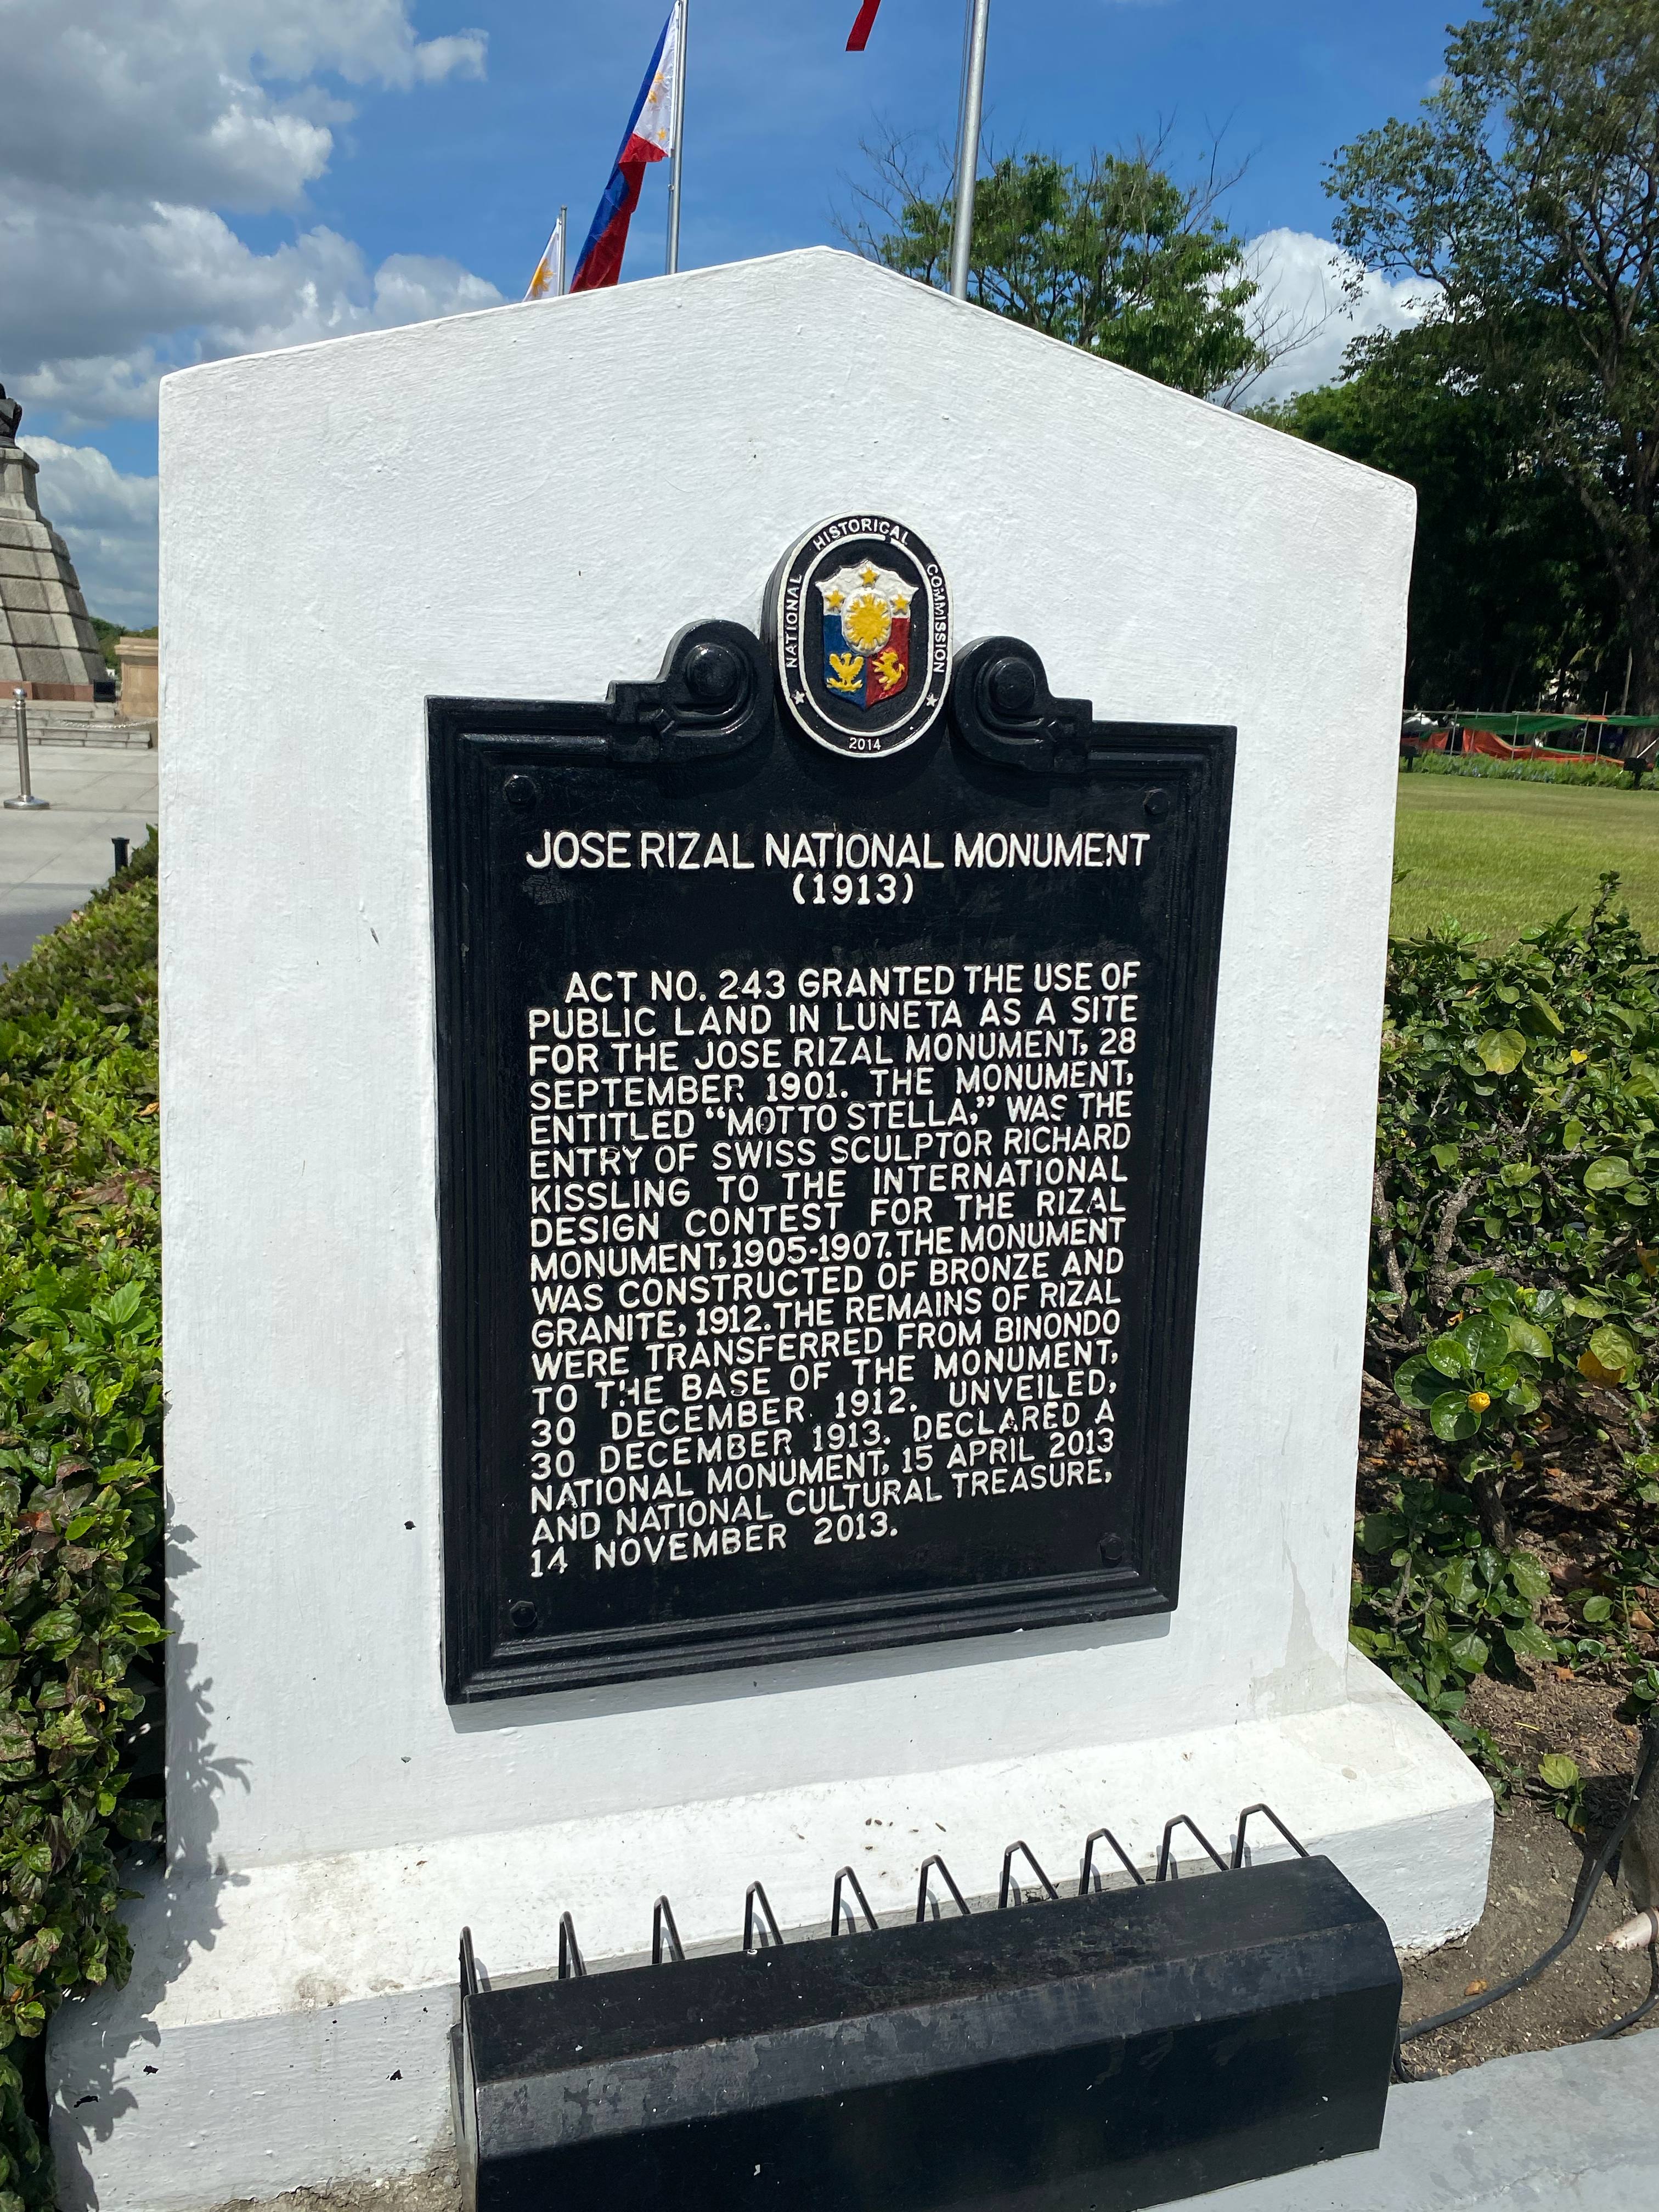 NATIONAL HISTORICAL COMMISSION
2014
JOSE RIZAL NATIONAL MONUMENT
(1913)
ACT NO. 243 GRANTED THE USE OF
PUBLIC LAND IN LUNETA AS A SITE
FOR THE JOSE RIZAL MONUMENT, 28
SEPTEMBER 1901. THE MONUMENT,
ENTITLED “MOTTO STELLA,” WAS THE
ENTRY OF SWISS SCULPTOR RICHARD
KISSLING TO THE INTERNATIONAL
DESIGN CONTEST FOR THE RIZAL
MONUMENT, 1905-1907. THE MONUMENT
WAS CONSTRUCTED OF BRONZE AND
GRANITE, 1912. THE REMAINS OF RIZAL
WERE TRANSFERRED FROM BINONDO
TO THE BASE OF THE MONUMENT,
30 DECEMBER 1912. UNVEILED,
30 DECEMBER 1913. DECLARED A
NATIONAL MONUMENT, 15 APRIL 2013
AND NATIONAL CULTURAL TREASURE,
14 NOVEMBER 2013.